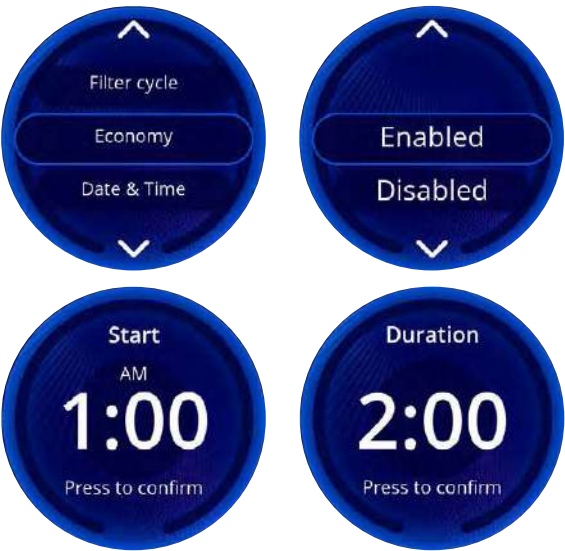 Filter cycle
Economy
Date & Time
Enabled
Disabled
Start
AM
1:00
Press to confirm
Duration
2:00
Press to confirm